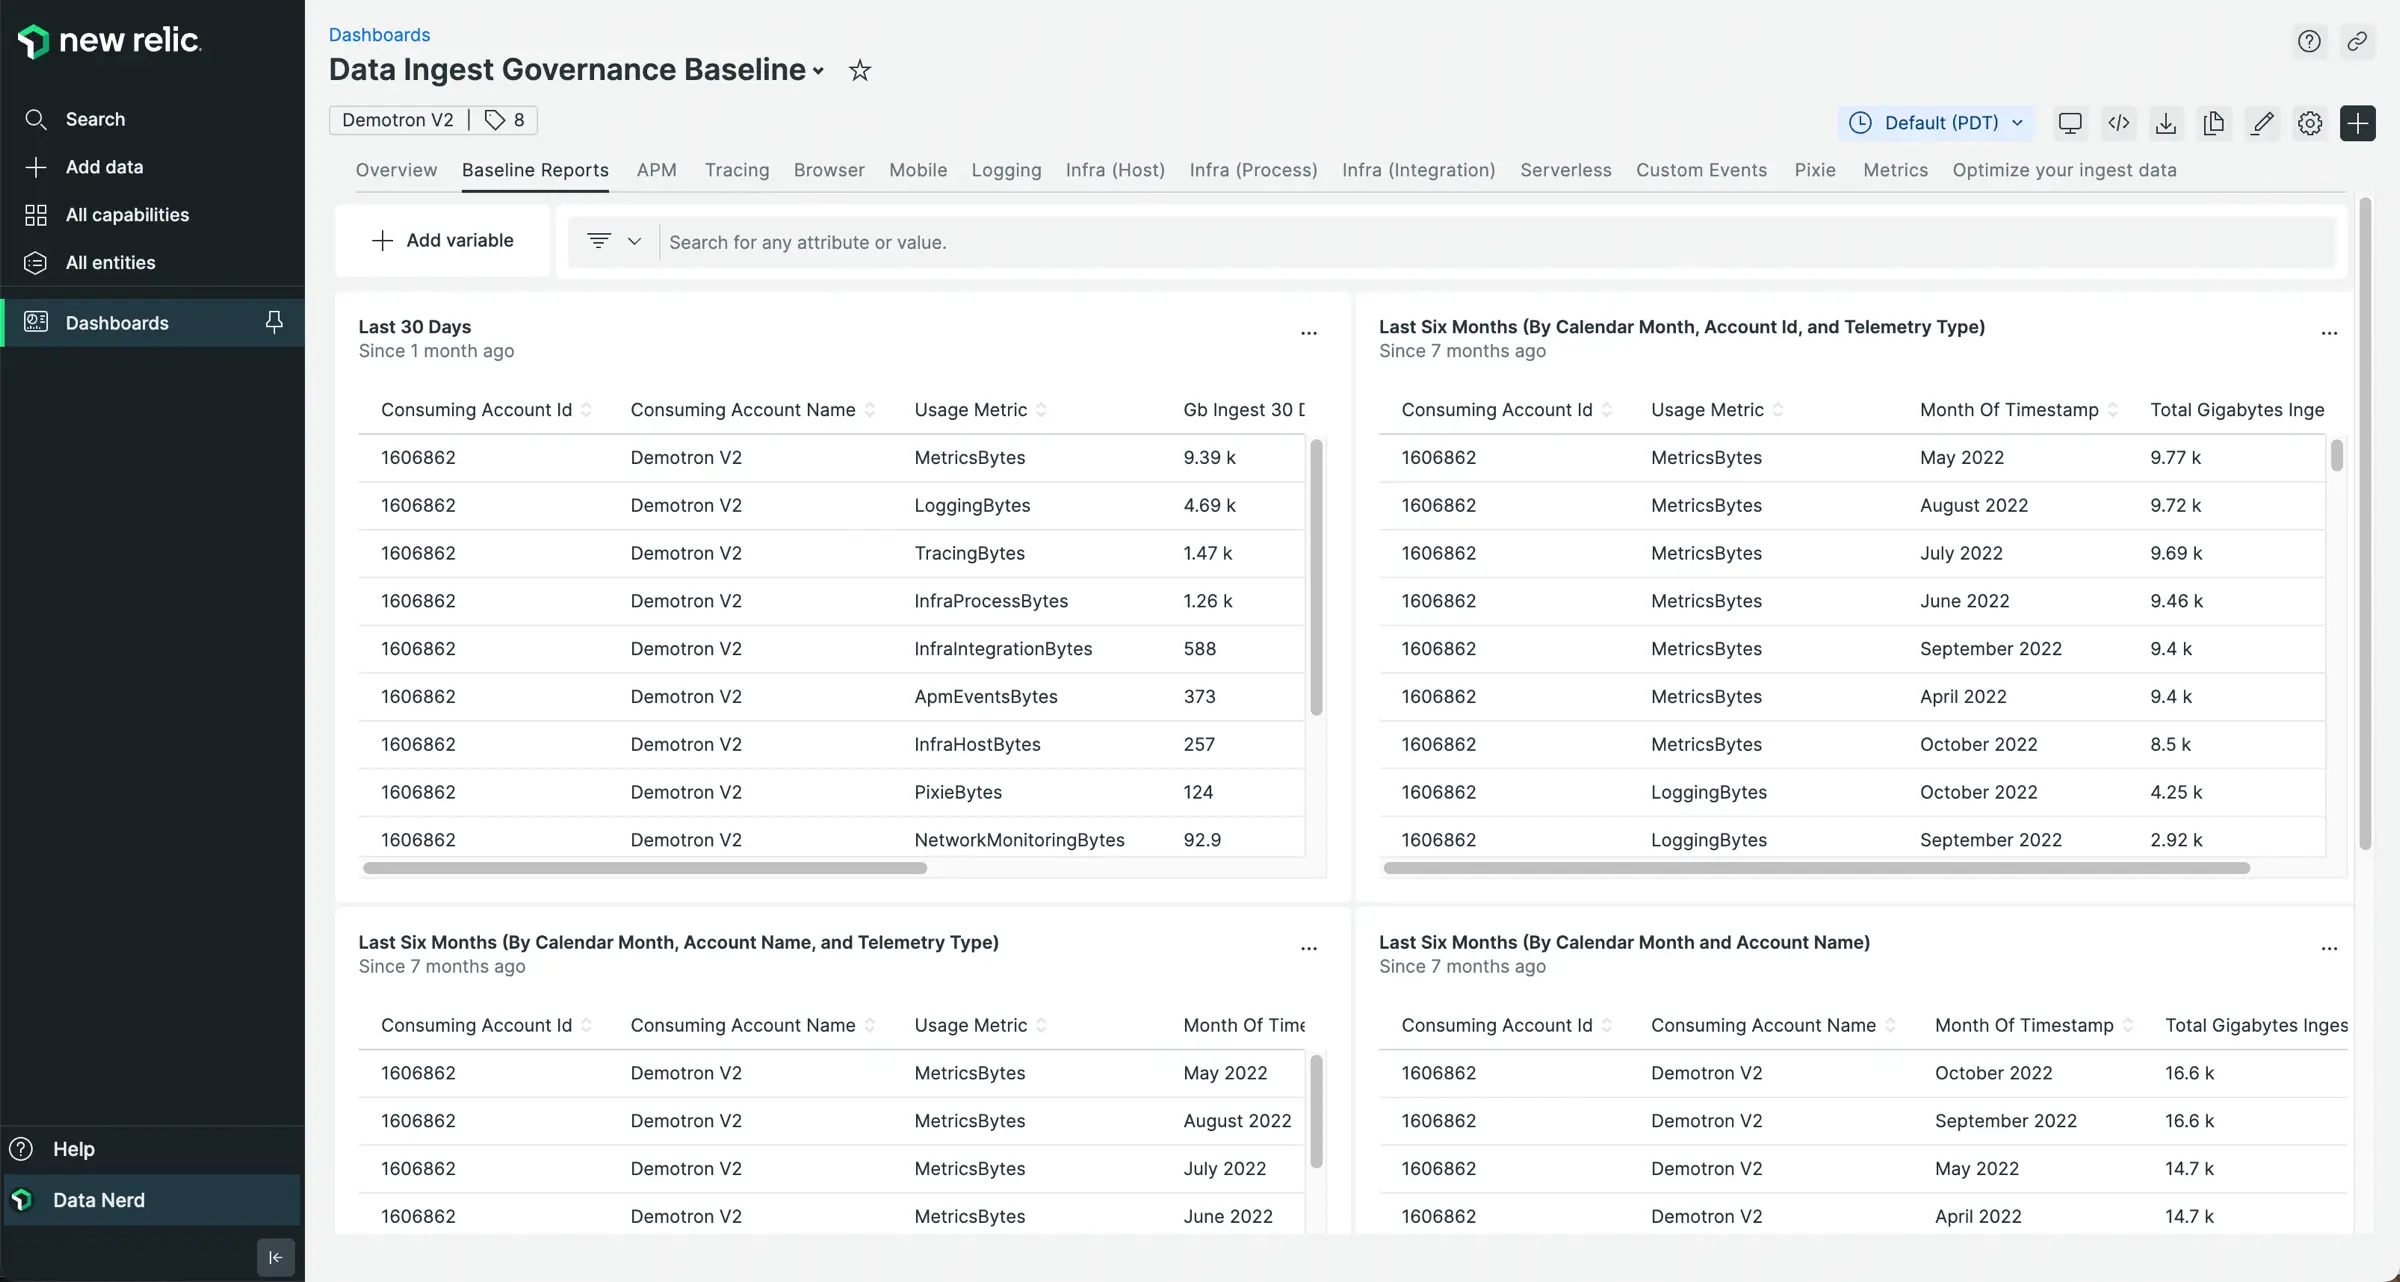 new relic.
Search
Add data
All capabilities
All entities
Dashboards
Help
Data Nerd
Dashboards
Data Ingest Governance Baseline
Demotron V2 | 8
Default (PDT)
Overview Baseline Reports APM Tracing Browser Mobile Logging Infra (Host) Infra (Process) Infra (Integration) Serverless Custom Events Pixie Metrics Optimize your ingest data
Add variable
Search for any attribute or value.
Last 30 Days
Since 1 month ago
Consuming Account Id Consuming Account Name Usage Metric Gb Ingest 30
1606862 Demotron V2 MetricsBytes 9.39 k
1606862 Demotron V2 LoggingBytes 4.69 k
1606862 Demotron V2 TracingBytes 1.47 k
1606862 Demotron V2 InfraProcessBytes 1.26 k
1606862 Demotron V2 InfraIntegrationBytes 588
1606862 Demotron V2 ApmEventsBytes 373
1606862 Demotron V2 InfraHostBytes 257
1606862 Demotron V2 PixieBytes 124
1606862 Demotron V2 NetworkMonitoringBytes 92.9
Last Six Months (By Calendar Month, Account Id, and Telemetry Type)
Since 7 months ago
Consuming Account Id Usage Metric Month Of Timestamp Total Gigabytes Inge
1606862 MetricsBytes May 2022 9.77 k
1606862 MetricsBytes August 2022 9.72 k
1606862 MetricsBytes July 2022 9.69 k
1606862 MetricsBytes June 2022 9.46 k
1606862 MetricsBytes September 2022 9.4 k
1606862 MetricsBytes April 2022 9.4 k
1606862 MetricsBytes October 2022 8.5 k
1606862 LoggingBytes October 2022 4.25 k
1606862 LoggingBytes September 2022 2.92 k
Last Six Months (By Calendar Month, Account Name, and Telemetry Type)
Since 7 months ago
Consuming Account Id Consuming Account Name Usage Metric Month Of Time
1606862 Demotron V2 MetricsBytes May 2022
1606862 Demotron V2 MetricsBytes August 2022
1606862 Demotron V2 MetricsBytes July 2022
1606862 Demotron V2 MetricsBytes June 2022
Last Six Months (By Calendar Month and Account Name)
Since 7 months ago
Consuming Account Id Consuming Account Name Month Of Timestamp Total Gigabytes Inges
1606862 Demotron V2 October 2022 16.6 k
1606862 Demotron V2 September 2022 16.6 k
1606862 Demotron V2 May 2022 14.7 k
1606862 Demotron V2 April 2022 14.7 k